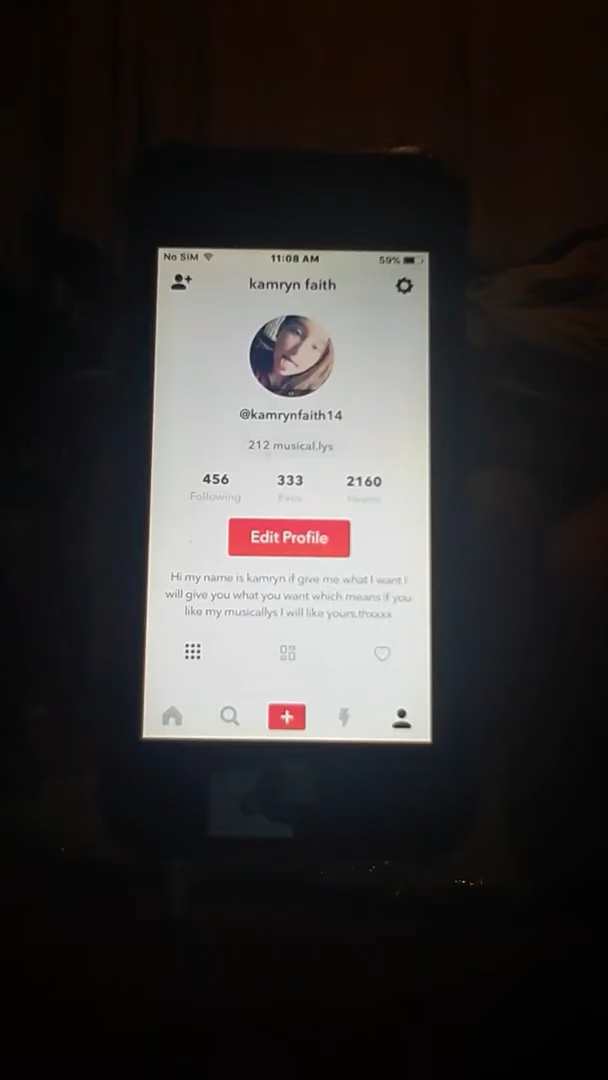 No SIM 11:08 AM 59%
kamryn faith
@kamrynfaith14
212 musical.lys
456 333 2160
Following Fans Hearts
Edit Profile
Hi my name is kamryn if give me what I want I
will give you what you want which means if you
like my musicallys I will like yours,thxxxx